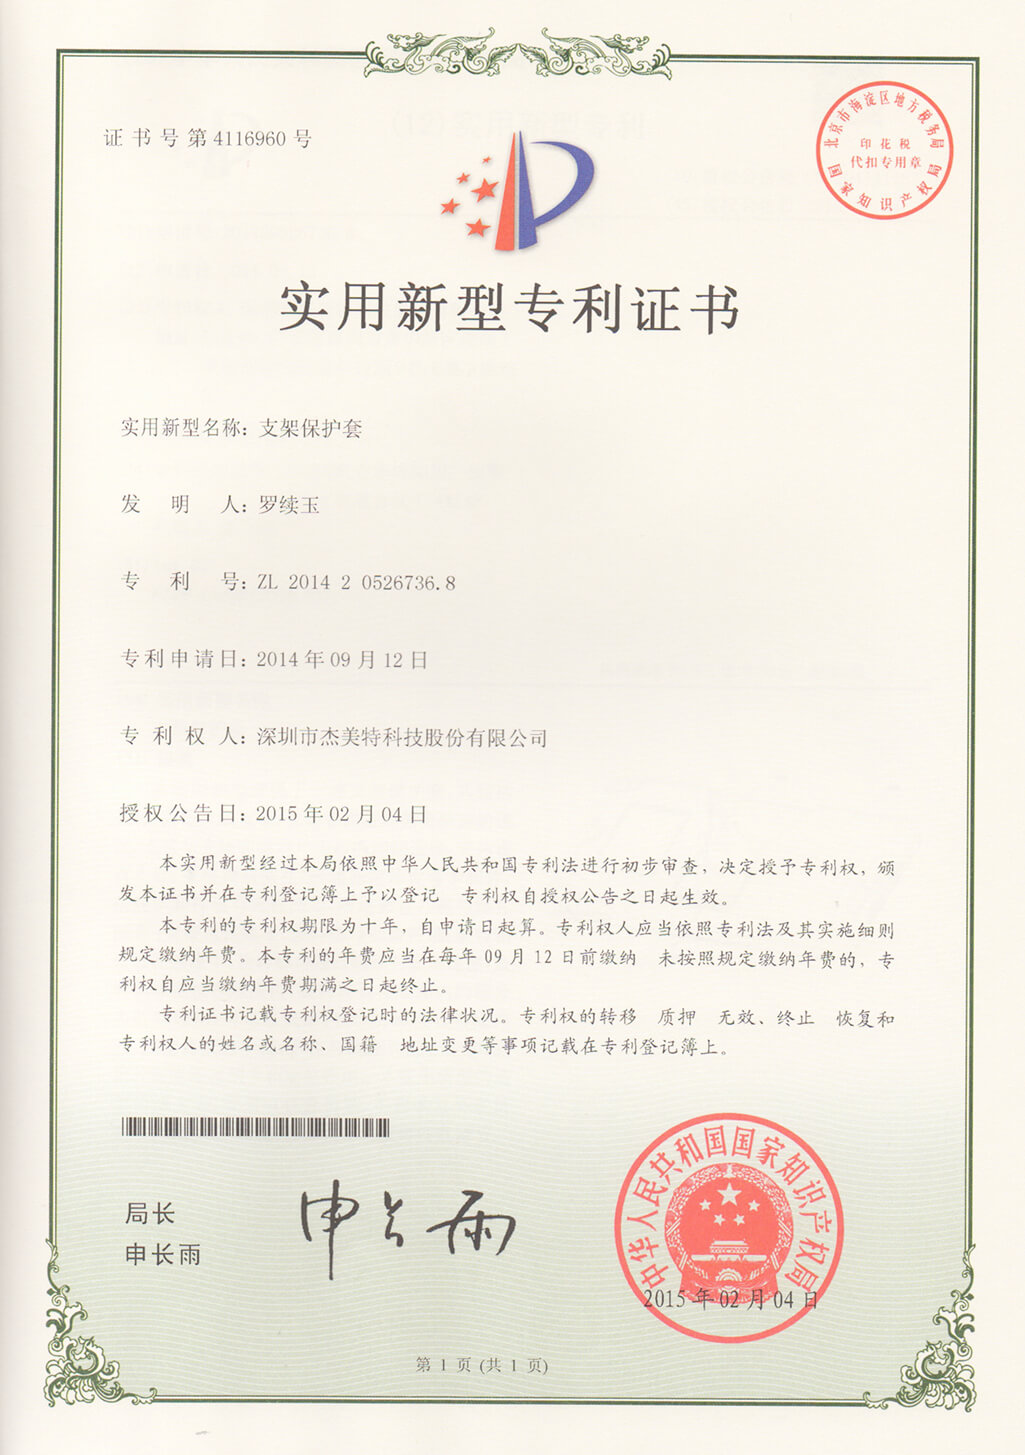 证书号第4116960号
北京市海淀区地方税务局
印花税
代扣专用章
国家知识产权局
实用新型专利证书
实用新型名称：支架保护套
发明人：罗续玉
专利号：ZL 2014 2 0526736.8
专利申请日：2014年09月12日
专利权人：深圳市杰美特科技股份有限公司
授权公告日：2015年02月04日
本实用新型经过本局依照中华人民共和国专利法进行初步审查，决定授予专利权，颁
发本证书并在专利登记簿上予以登记 专利权自授权公告之日起生效。
本专利的专利权期限为十年，自申请日起算。专利权人应当依照专利法及其实施细则
规定缴纳年费。本专利的年费应当在每年09月12日前缴纳 未按照规定缴纳年费的，专
利权自应当缴纳年费期满之日起终止。
专利证书记载专利权登记时的法律状况。专利权的转移 质押 无效、终止 恢复和
专利权人的姓名或名称、国籍 地址变更等事项记载在专利登记簿上。
局长
申长雨
申长雨
中华人民共和国国家知识产权局
2015年02月04日
第1页(共1页)